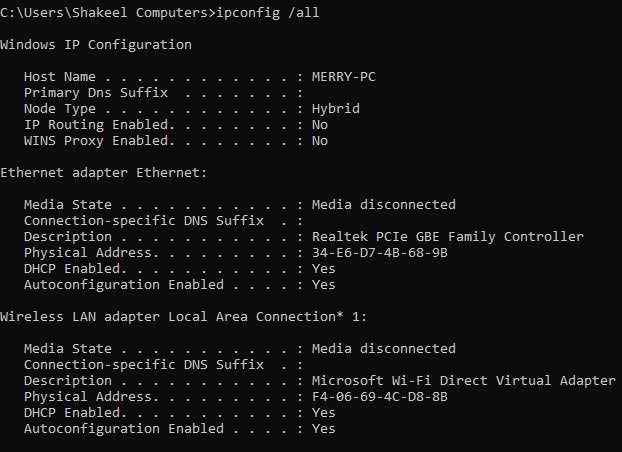 C:\Users\Shakeel Computers>ipconfig /all
Windows IP Configuration
Host Name . . . . . . . . . . . . : MERRY-PC
Primary Dns Suffix  . . . . . . . :
Node Type . . . . . . . . . . . . : Hybrid
IP Routing Enabled. . . . . . . . : No
WINS Proxy Enabled. . . . . . . . : No
Ethernet adapter Ethernet:
Media State . . . . . . . . . . . : Media disconnected
Connection-specific DNS Suffix  . :
Description . . . . . . . . . . . : Realtek PCIe GBE Family Controller
Physical Address. . . . . . . . . : 34-E6-D7-4B-68-9B
DHCP Enabled. . . . . . . . . . . : Yes
Autoconfiguration Enabled . . . . : Yes
Wireless LAN adapter Local Area Connection* 1:
Media State . . . . . . . . . . . : Media disconnected
Connection-specific DNS Suffix  . :
Description . . . . . . . . . . . : Microsoft Wi-Fi Direct Virtual Adapter
Physical Address. . . . . . . . . : F4-06-69-4C-D8-8B
DHCP Enabled. . . . . . . . . . . : Yes
Autoconfiguration Enabled . . . . : Yes